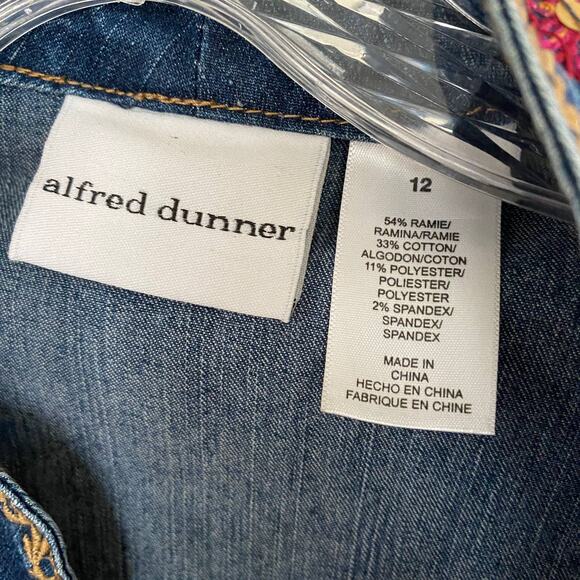 alfred dunner
12
54% RAMIE/
RAMINA/RAMIE
33% COTTON/
ALGODON/COTON
11% POLYESTER/
POLIESTER/
POLYESTER
2% SPANDEX/
SPANDEX/
SPANDEX
MADE IN
CHINA
HECHO EN CHINA
FABRIQUE EN CHINE